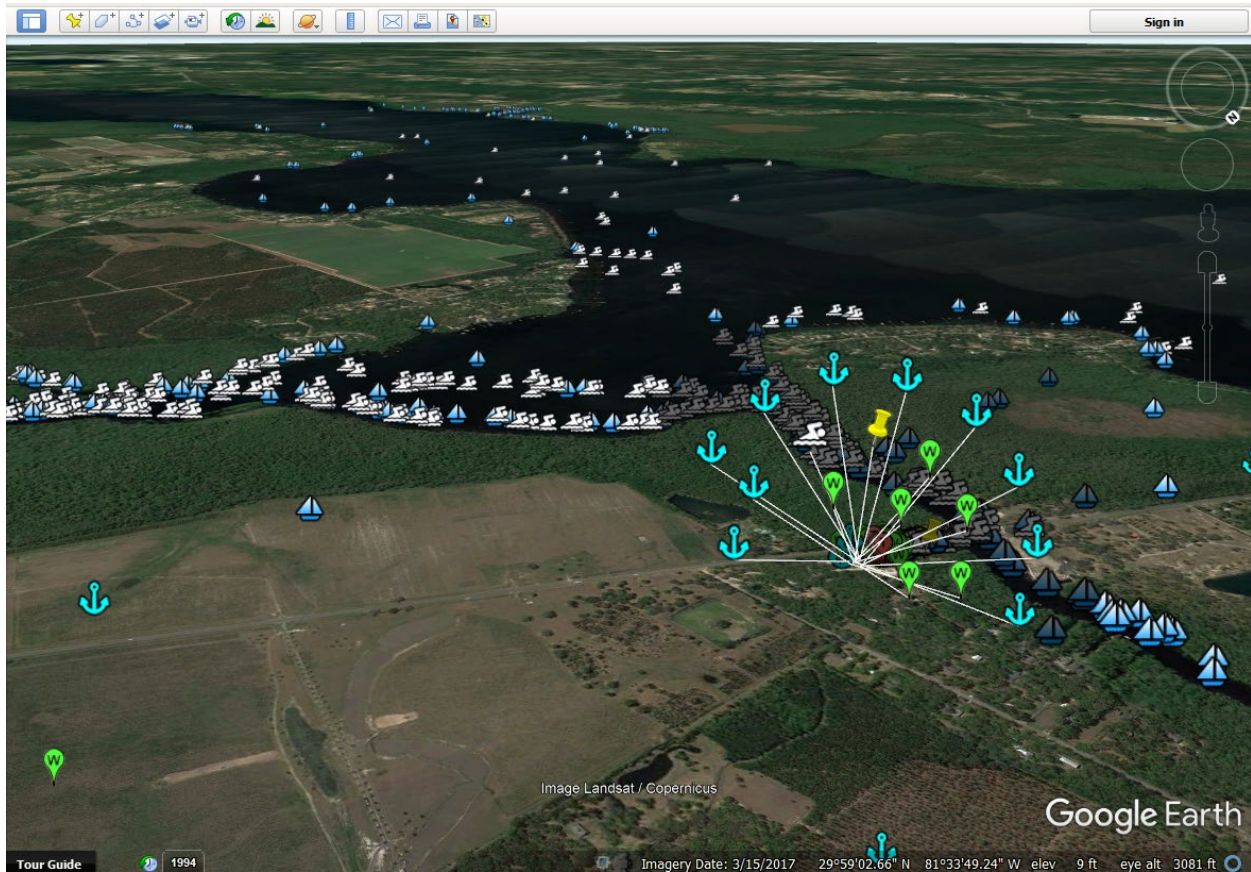 Sign in
N
W
W
W
W
W
W
W
Image Landsat / Copernicus
Google Earth
Tour Guide
1994
Imagery Date: 3/15/2017 29°59'02.66" N 81°33'49.24" W elev 9 ft eye alt 3081 ft